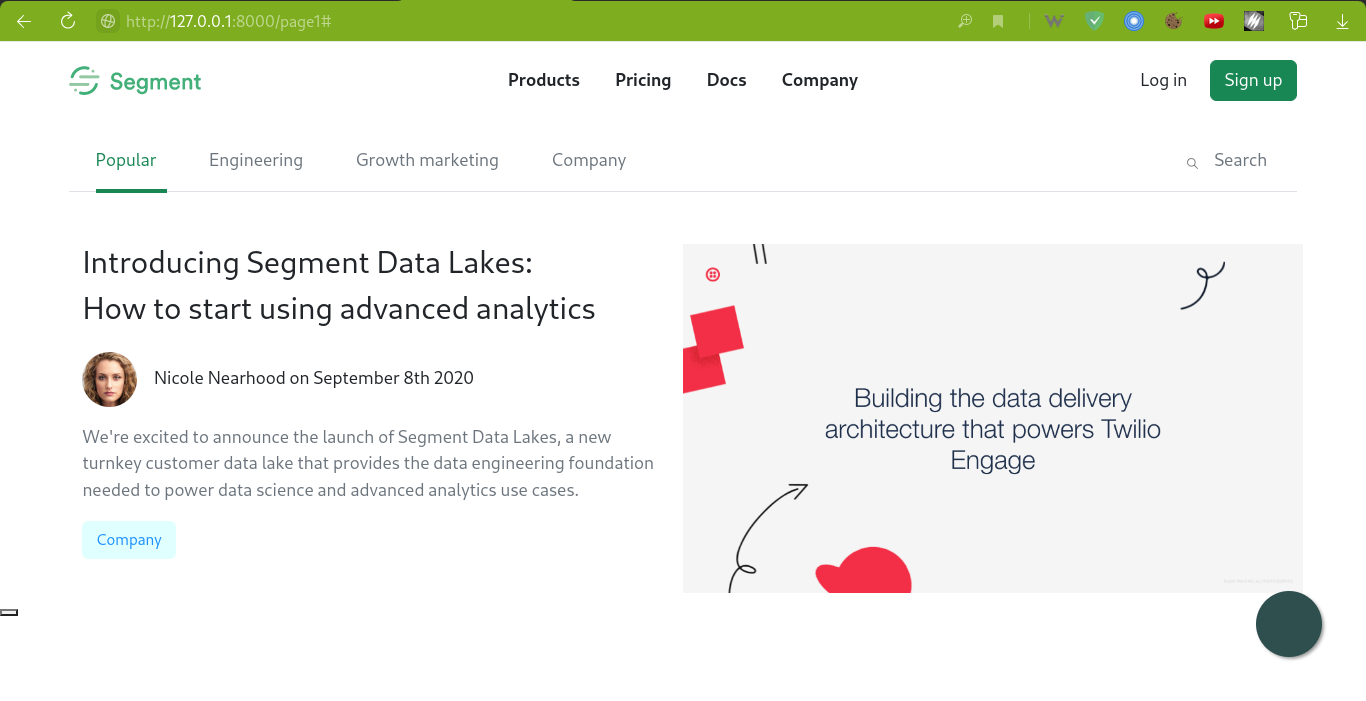 http://127.0.0.1:8000/page1#
Segment
Products Pricing Docs Company
Log in Sign up
Popular Engineering Growth marketing Company
Search
Introducing Segment Data Lakes:
How to start using advanced analytics
Nicole Nearhood on September 8th 2020
We're excited to announce the launch of Segment Data Lakes, a new
turnkey customer data lake that provides the data engineering foundation
needed to power data science and advanced analytics use cases.
Company
Building the data delivery
architecture that powers Twilio
Engage